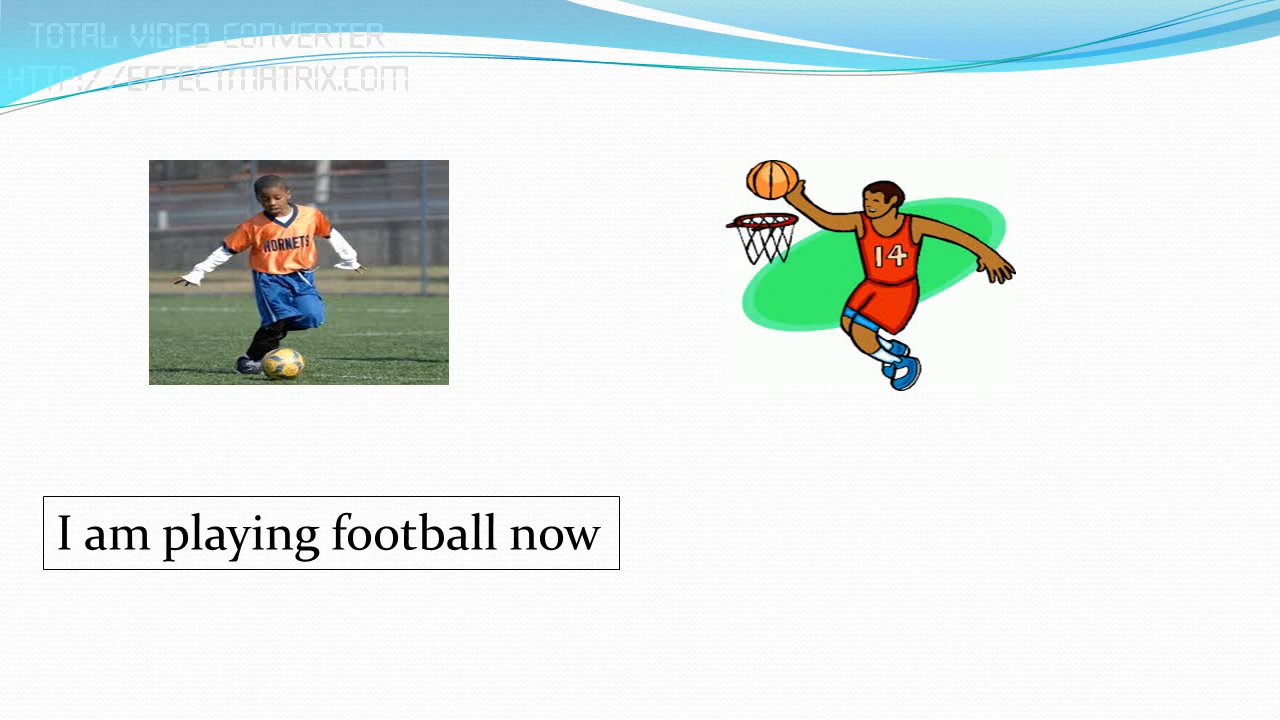 TOTAL VIDEO CONVERTER
HTTP://EFFECTMATRIX.COM
HORNETS
14
I am playing football now